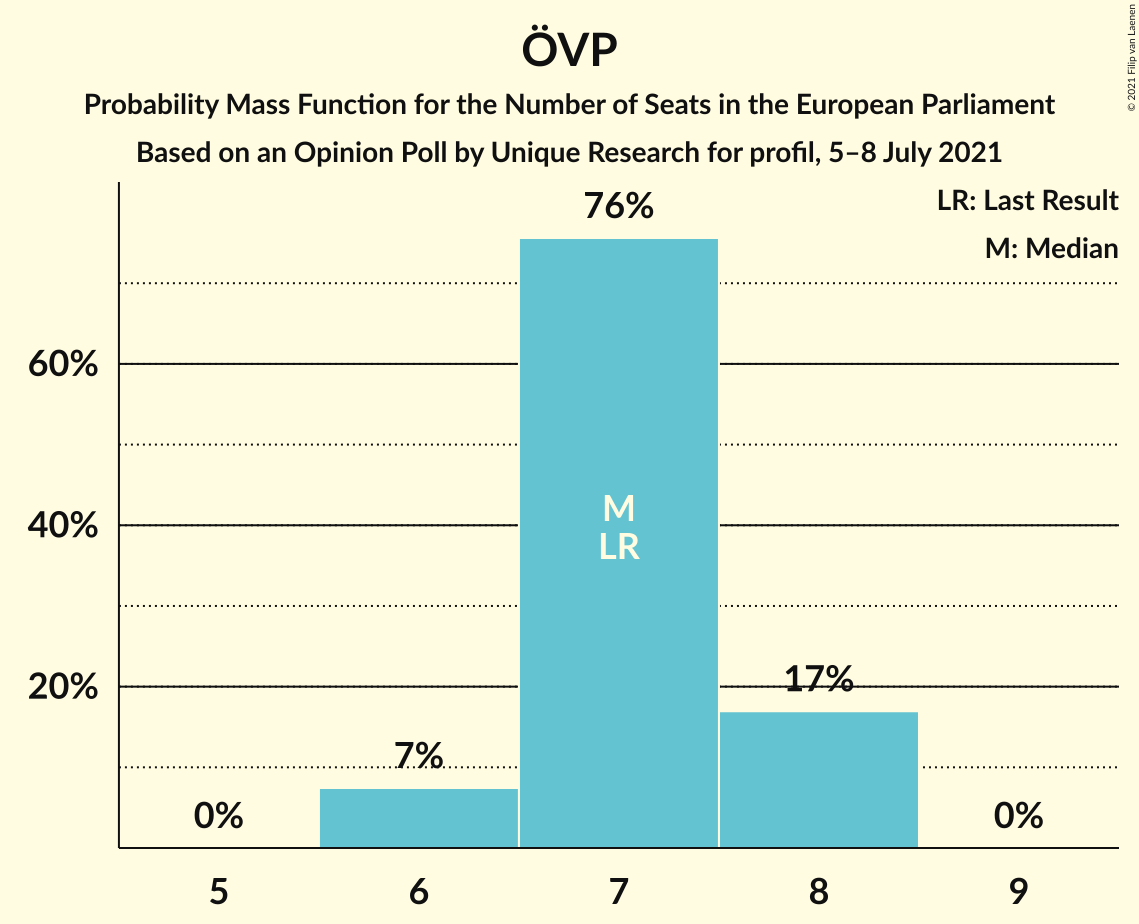 ÖVP
Probability Mass Function for the Number of Seats in the European Parliament
Based on an Opinion Poll by Unique Research for profil, 5–8 July 2021
© 2021 Filip van Laenen
LR: Last Result
M: Median
76%
60%
40%
20%
M
LR
17%
7%
0%
0%
5
6
7
8
9